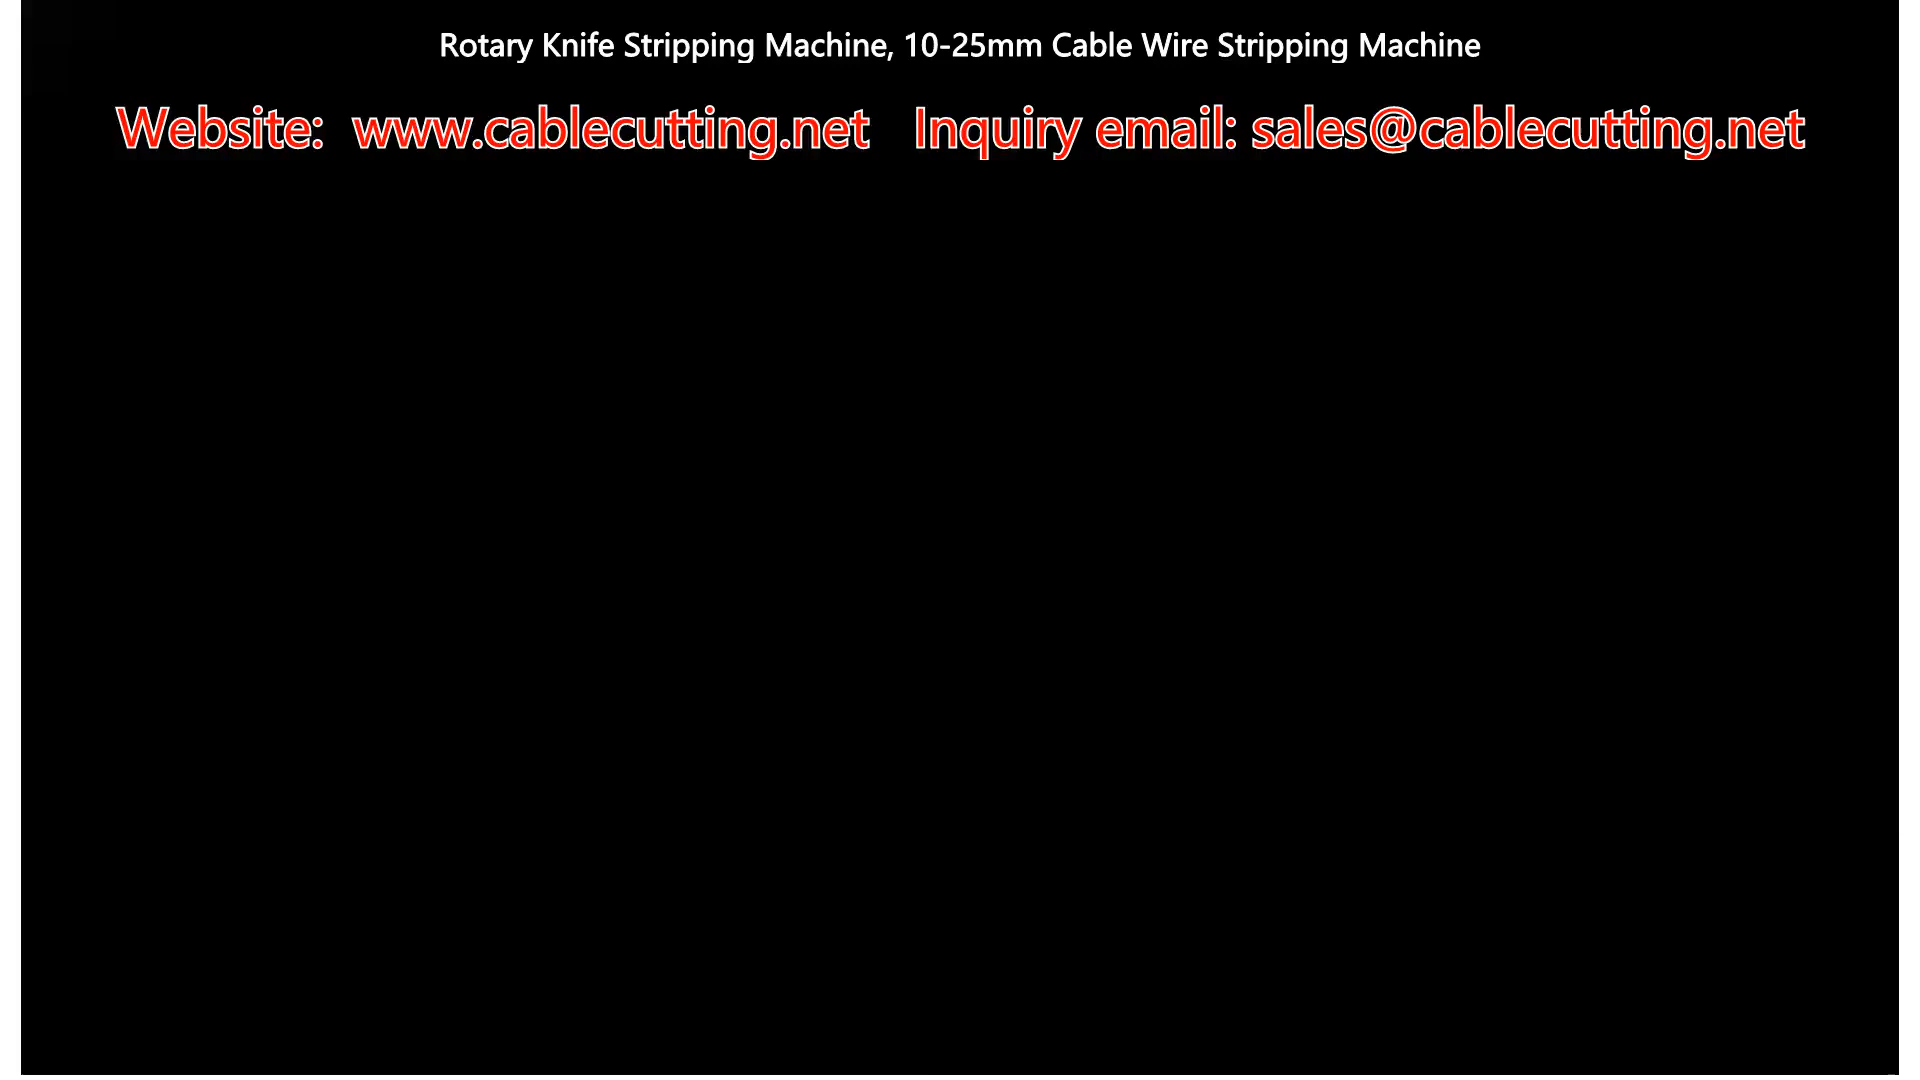 Rotary Knife Stripping Machine, 10-25mm Cable Wire Stripping Machine
Website:  www.cablecutting.net   Inquiry email: sales@cablecutting.net